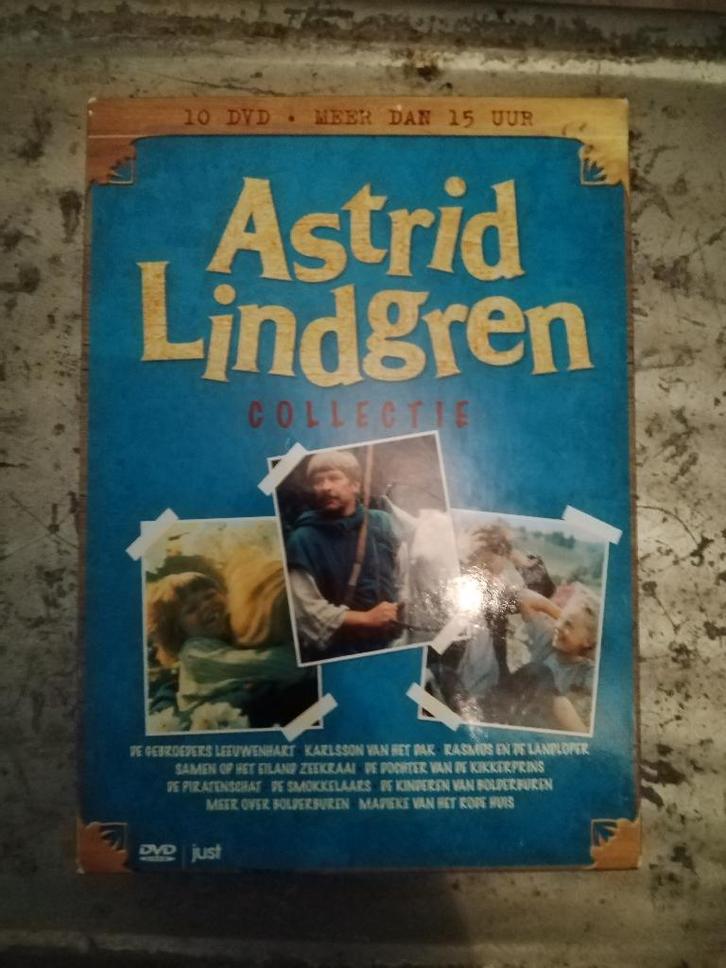 10 DVD • MEER DAN 15 UUR
Astrid
Lindgren
COLLECTIE
DE GEBROEDERS LEEUWENHART KARLSSON VAN HET DAK RASMUS EN DE LANDLOPER
SAMEN OP HET EILAND ZEEKRAAI DE DOCHTER VAN DE KIKKERPRINS
DE PIRATENSCHAT DE SMOKKELAARS DE KINDEREN VAN BOLDERBUREN
MEER OVER BOLDERBUREN MADIEKE VAN HET RODE HUIS
DVD just